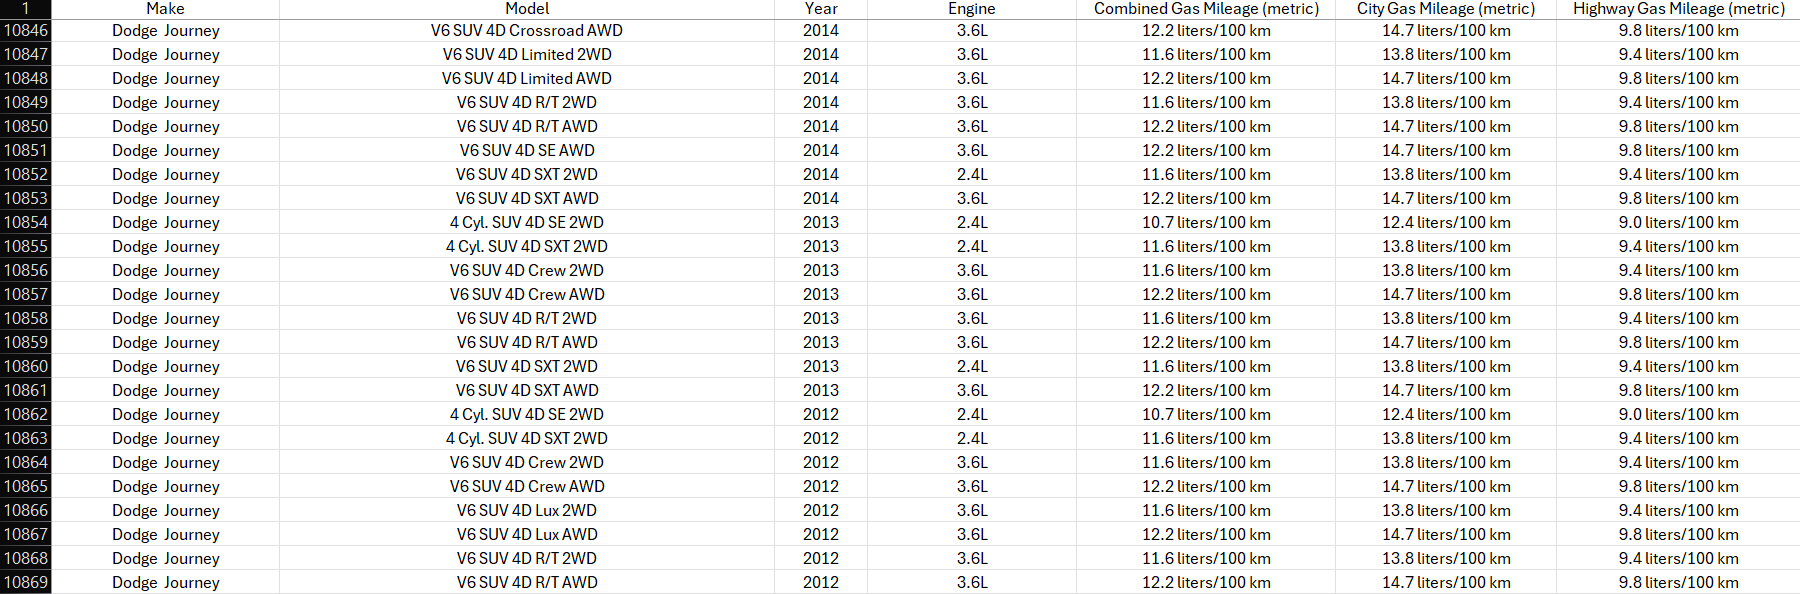 1 Make Model Year Engine Combined Gas Mileage (metric) City Gas Mileage (metric) Highway Gas Mileage (metric)
10846 Dodge Journey V6 SUV 4D Crossroad AWD 2014 3.6L 12.2 liters/100 km 14.7 liters/100 km 9.8 liters/100 km
10847 Dodge Journey V6 SUV 4D Limited 2WD 2014 3.6L 11.6 liters/100 km 13.8 liters/100 km 9.4 liters/100 km
10848 Dodge Journey V6 SUV 4D Limited AWD 2014 3.6L 12.2 liters/100 km 14.7 liters/100 km 9.8 liters/100 km
10849 Dodge Journey V6 SUV 4D R/T 2WD 2014 3.6L 11.6 liters/100 km 13.8 liters/100 km 9.4 liters/100 km
10850 Dodge Journey V6 SUV 4D R/T AWD 2014 3.6L 12.2 liters/100 km 14.7 liters/100 km 9.8 liters/100 km
10851 Dodge Journey V6 SUV 4D SE AWD 2014 3.6L 12.2 liters/100 km 14.7 liters/100 km 9.8 liters/100 km
10852 Dodge Journey V6 SUV 4D SXT 2WD 2014 2.4L 11.6 liters/100 km 13.8 liters/100 km 9.4 liters/100 km
10853 Dodge Journey V6 SUV 4D SXT AWD 2014 3.6L 12.2 liters/100 km 14.7 liters/100 km 9.8 liters/100 km
10854 Dodge Journey 4 Cyl. SUV 4D SE 2WD 2013 2.4L 10.7 liters/100 km 12.4 liters/100 km 9.0 liters/100 km
10855 Dodge Journey 4 Cyl. SUV 4D SXT 2WD 2013 2.4L 11.6 liters/100 km 13.8 liters/100 km 9.4 liters/100 km
10856 Dodge Journey V6 SUV 4D Crew 2WD 2013 3.6L 11.6 liters/100 km 13.8 liters/100 km 9.4 liters/100 km
10857 Dodge Journey V6 SUV 4D Crew AWD 2013 3.6L 12.2 liters/100 km 14.7 liters/100 km 9.8 liters/100 km
10858 Dodge Journey V6 SUV 4D R/T 2WD 2013 3.6L 11.6 liters/100 km 13.8 liters/100 km 9.4 liters/100 km
10859 Dodge Journey V6 SUV 4D R/T AWD 2013 3.6L 12.2 liters/100 km 14.7 liters/100 km 9.8 liters/100 km
10860 Dodge Journey V6 SUV 4D SXT 2WD 2013 2.4L 11.6 liters/100 km 13.8 liters/100 km 9.4 liters/100 km
10861 Dodge Journey V6 SUV 4D SXT AWD 2013 3.6L 12.2 liters/100 km 14.7 liters/100 km 9.8 liters/100 km
10862 Dodge Journey 4 Cyl. SUV 4D SE 2WD 2012 2.4L 10.7 liters/100 km 12.4 liters/100 km 9.0 liters/100 km
10863 Dodge Journey 4 Cyl. SUV 4D SXT 2WD 2012 2.4L 11.6 liters/100 km 13.8 liters/100 km 9.4 liters/100 km
10864 Dodge Journey V6 SUV 4D Crew 2WD 2012 3.6L 11.6 liters/100 km 13.8 liters/100 km 9.4 liters/100 km
10865 Dodge Journey V6 SUV 4D Crew AWD 2012 3.6L 12.2 liters/100 km 14.7 liters/100 km 9.8 liters/100 km
10866 Dodge Journey V6 SUV 4D Lux 2WD 2012 3.6L 11.6 liters/100 km 13.8 liters/100 km 9.4 liters/100 km
10867 Dodge Journey V6 SUV 4D Lux AWD 2012 3.6L 12.2 liters/100 km 14.7 liters/100 km 9.8 liters/100 km
10868 Dodge Journey V6 SUV 4D R/T 2WD 2012 3.6L 11.6 liters/100 km 13.8 liters/100 km 9.4 liters/100 km
10869 Dodge Journey V6 SUV 4D R/T AWD 2012 3.6L 12.2 liters/100 km 14.7 liters/100 km 9.8 liters/100 km